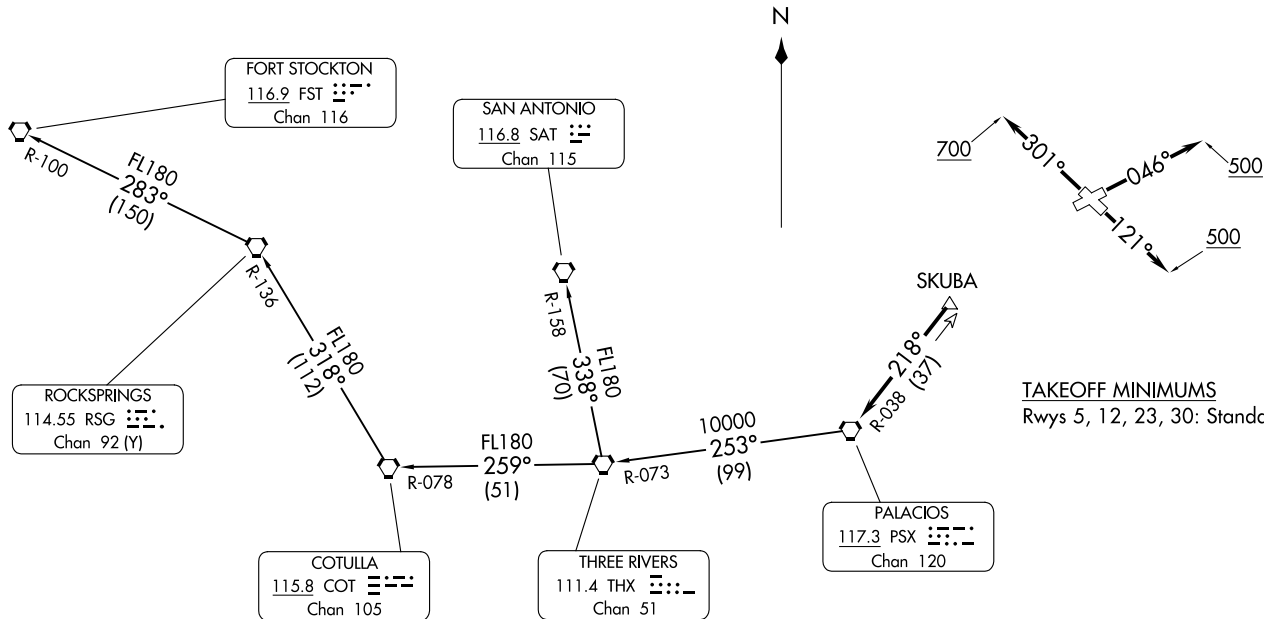 N
FORT STOCKTON
116.9 FST
Chan 116
SAN ANTONIO
116.8 SAT
Chan 115
R-100
FL180
283°
(150)
700
301°
046°
500
121°
500
R-136
R-158
SKUBA
FL180
318°
(112)
FL180
338°
(70)
218°
(37)
R-038
ROCKSPRINGS
114.55 RSG
Chan 92 (Y)
TAKEOFF MINIMUMS
Rwys 5, 12, 23, 30: Standa
R-078
FL180
259°
(51)
R-073
10000
253°
(99)
PALACIOS
117.3 PSX
Chan 120
COTULLA
115.8 COT
Chan 105
THREE RIVERS
111.4 THX
Chan 51